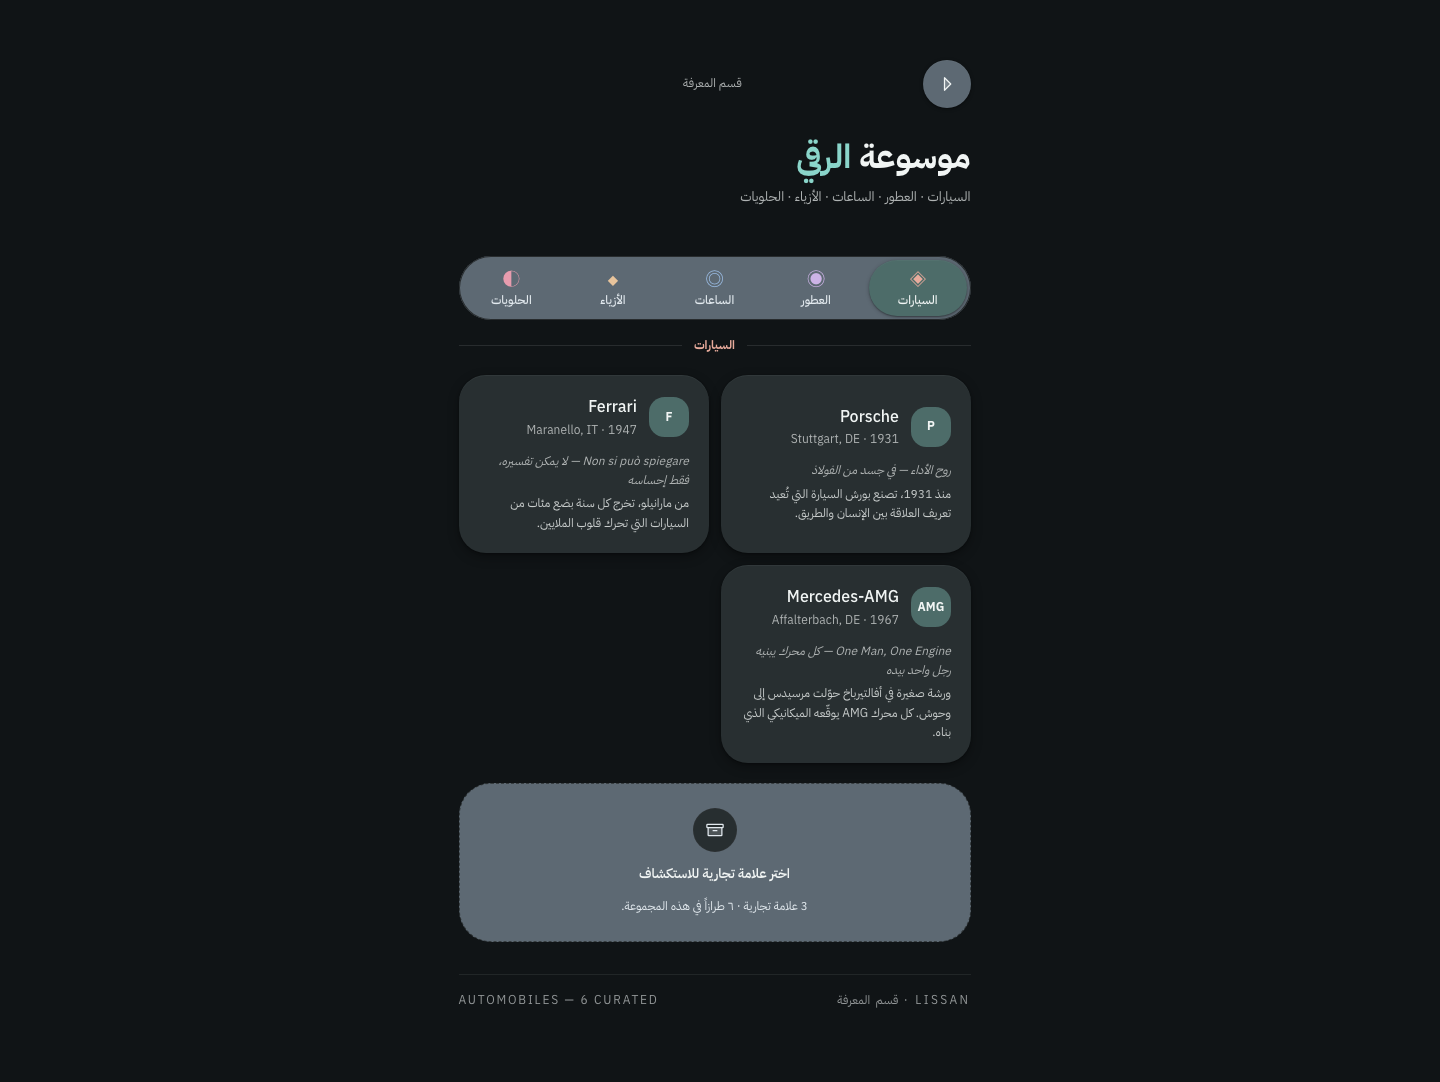 قسم المعرفة
موسوعة الرقي
السيارات · العطور · الساعات · الأزياء · الحلويات
السيارات
العطور
الساعات
الأزياء
الحلويات
السيارات
P
Porsche
Stuttgart, DE · 1931
روح الأداء — في جسد من الفولاذ
منذ 1931، تصنع بورش السيارة التي تُعيد
تعريف العلاقة بين الإنسان والطريق.
F
Ferrari
Maranello, IT · 1947
Non si può spiegare — لا يمكن تفسيره،
فقط إحساسه
من مارانيلو، تخرج كل سنة بضع مئات من
السيارات التي تحرك قلوب الملايين.
AMG
Mercedes-AMG
Affalterbach, DE · 1967
One Man, One Engine — كل محرك يبنيه
رجل واحد بيده
ورشة صغيرة في أفالتيرباخ حوّلت مرسيدس إلى
وحوش. كل محرك AMG يوقّعه الميكانيكي الذي
بناه.
اختر علامة تجارية للاستكشاف
3 علامة تجارية · ٦ طرازاً في هذه المجموعة.
LISSAN · قسم المعرفة
AUTOMOBILES — 6 CURATED